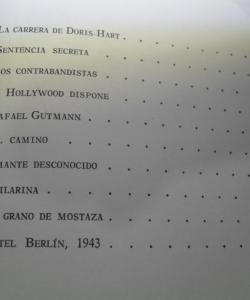 La carrera de Doris Hart . . .
Sentencia secreta . . . .
os contrabandistas . . . .
Hollywood dispone . . . .
afael Gutmann . . . . .
l camino . . . . . .
mante desconocido . . . .
ilarina . . . . . .
grano de mostaza . . . .
tel Berlín, 1943 . . . .